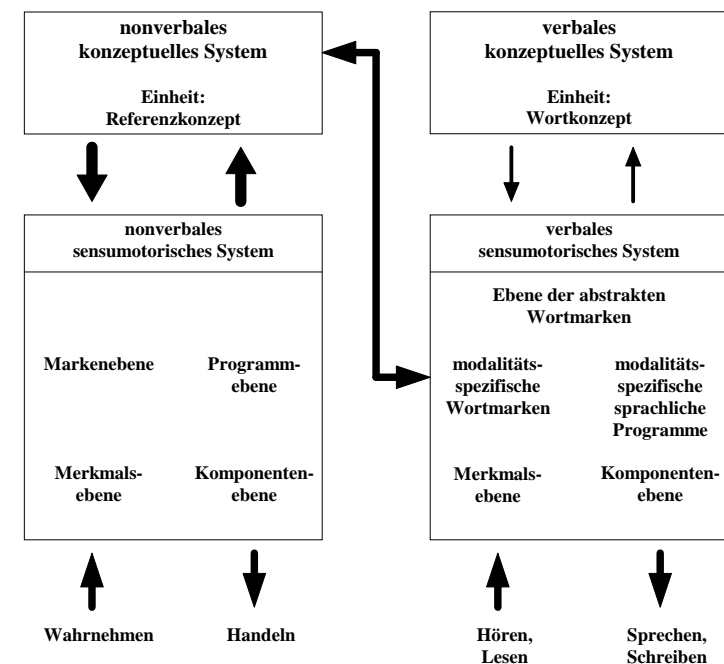 nonverbales
konzeptuelles System
Einheit:
Referenzkonzept
verbales
konzeptuelles System
Einheit:
Wortkonzept
nonverbales
sensumotorisches System
Markenebene
Programm-
ebene
Merkmals-
ebene
Komponenten-
ebene
verbales
sensumotorisches System
Ebene der abstrakten
Wortmarken
modalitäts-
spezifische
Wortmarken
modalitäts-
spezifische
sprachliche
Programme
Merkmals-
ebene
Komponenten-
ebene
Wahrnehmen
Handeln
Hören,
Lesen
Sprechen,
Schreiben